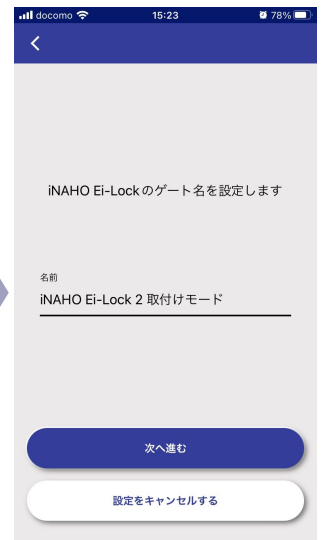 docomo 15:23 78%
iNAHO Ei-Lockのゲート名を設定します
名前
iNAHO Ei-Lock 2 取付けモード
次へ進む
設定をキャンセルする